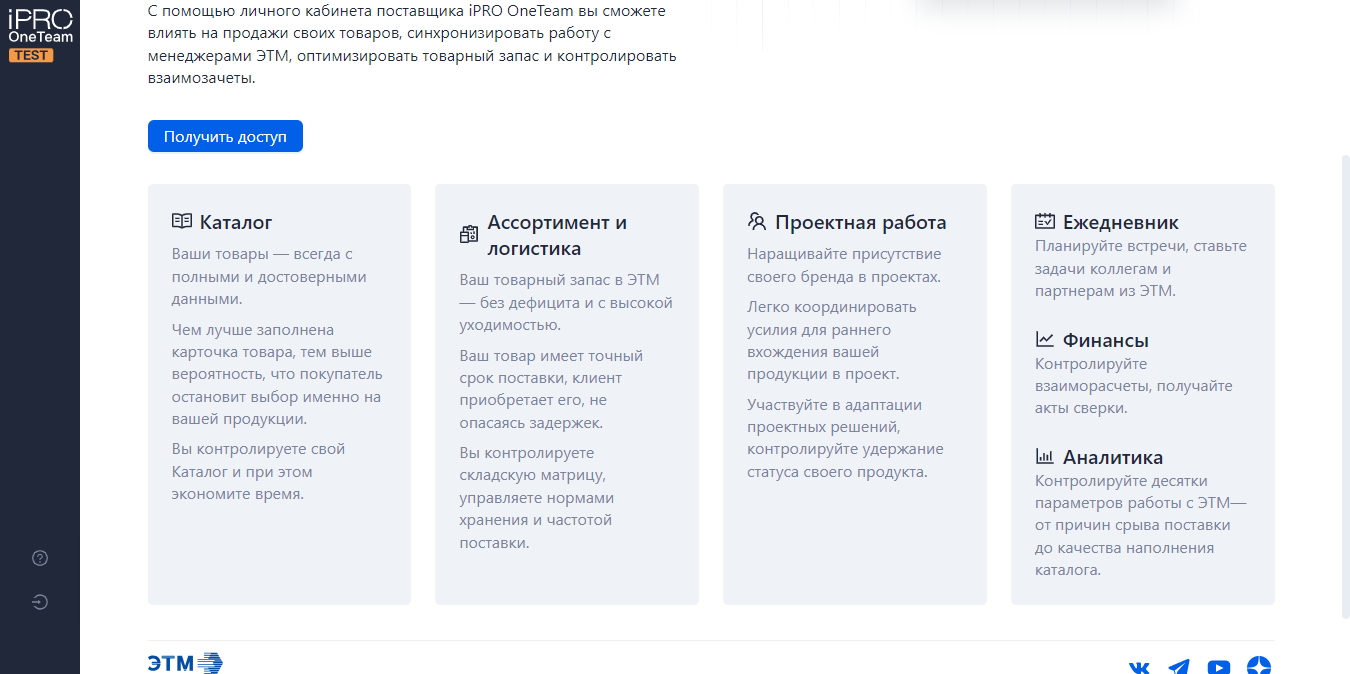 iPRO
OneTeam
TEST
С помощью личного кабинета поставщика iPRO OneTeam вы сможете
влиять на продажи своих товаров, синхронизировать работу с
менеджерами ЭТМ, оптимизировать товарный запас и контролировать
взаимозачеты.
Получить доступ
Каталог
Ваши товары — всегда с
полными и достоверными
данными.
Чем лучше заполнена
карточка товара, тем выше
вероятность, что покупатель
остановит выбор именно на
вашей продукции.
Вы контролируете свой
Каталог и при этом
экономите время.
Ассортимент и
логистика
Ваш товарный запас в ЭТМ
— без дефицита и с высокой
уходимостью.
Ваш товар имеет точный
срок поставки, клиент
приобретает его, не
опасаясь задержек.
Вы контролируете
складскую матрицу,
управляете нормами
хранения и частотой
поставки.
Проектная работа
Наращивайте присутствие
своего бренда в проектах.
Легко координировать
усилия для раннего
вхождения вашей
продукции в проект.
Участвуйте в адаптации
проектных решений,
контролируйте удержание
статуса своего продукта.
Ежедневник
Планируйте встречи, ставьте
задачи коллегам и
партнерам из ЭТМ.
Финансы
Контролируйте
взаиморасчеты, получайте
акты сверки.
Аналитика
Контролируйте десятки
параметров работы с ЭТМ—
от причин срыва поставки
до качества наполнения
каталога.
ЭТМ